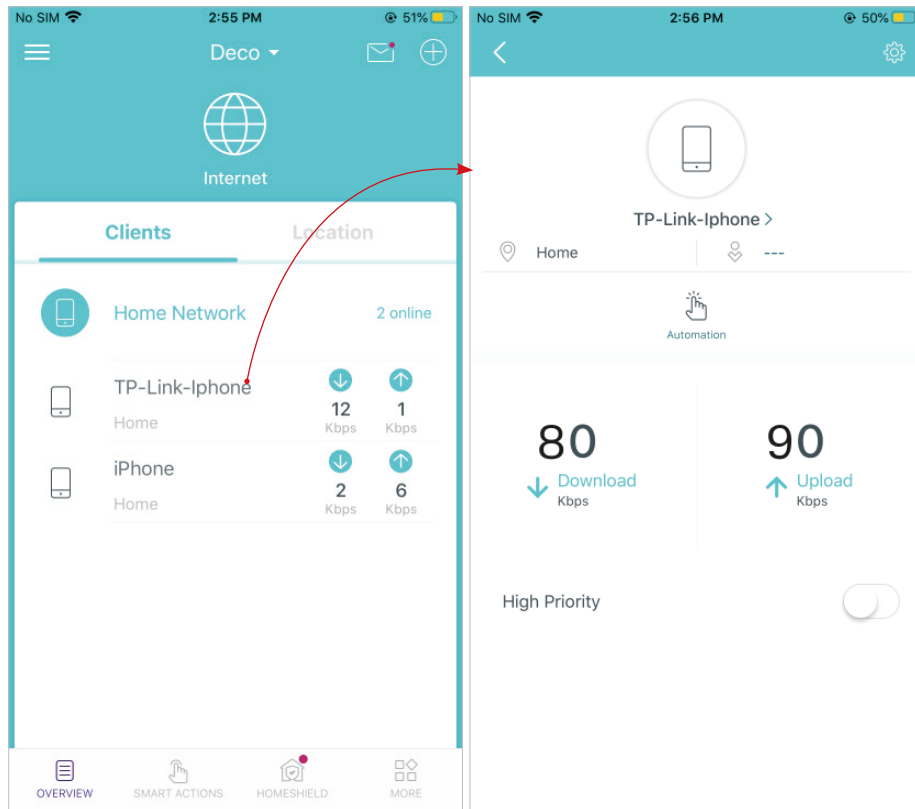 No SIM 2:55 PM 51%
Deco
Internet
Clients Location
Home Network 2 online
TP-Link-Iphone
Home
12 1
Kbps Kbps
iPhone
Home
2 6
Kbps Kbps
OVERVIEW SMART ACTIONS HOMESHIELD MORE
No SIM 2:56 PM 50%
TP-Link-Iphone >
Home ---
Automation
80 90
Download Upload
Kbps Kbps
High Priority